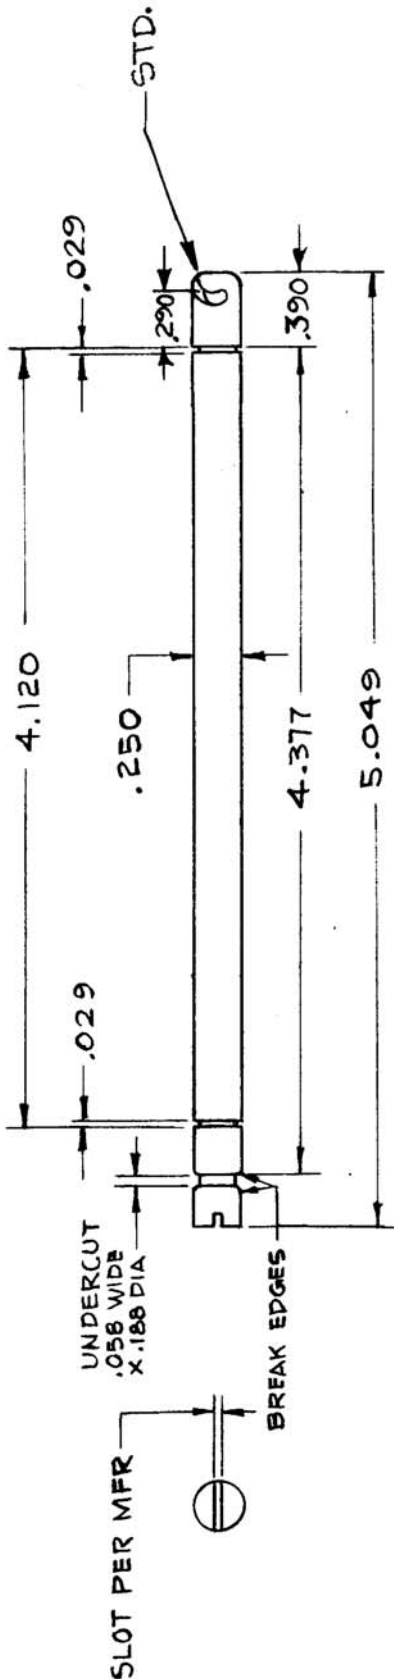 STD.
.029
.290
.390
4.120
.250
4.377
5.049
.029
UNDERCUT
.058 WIDE
X .188 DIA
BREAK EDGES
SLOT PER MFR